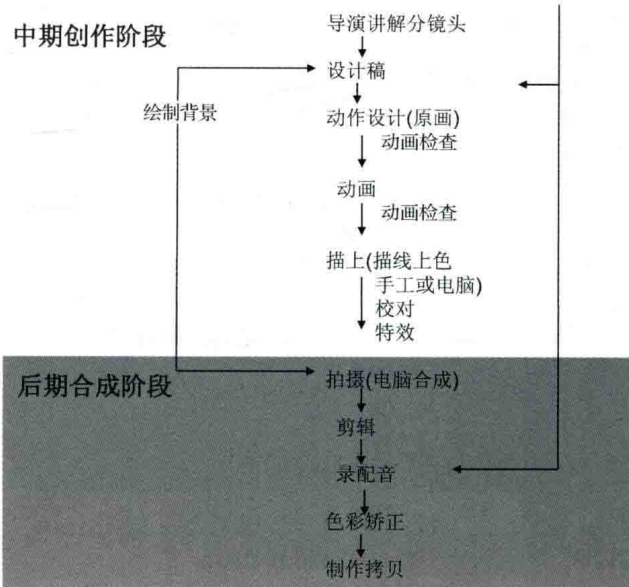 中期创作阶段
导演讲解分镜头
设计稿
绘制背景
动作设计(原画)
动画检查
动画
动画检查
描上(描线上色
手工或电脑)
校对
特效
后期合成阶段
拍摄(电脑合成)
剪辑
录配音
色彩矫正
制作拷贝